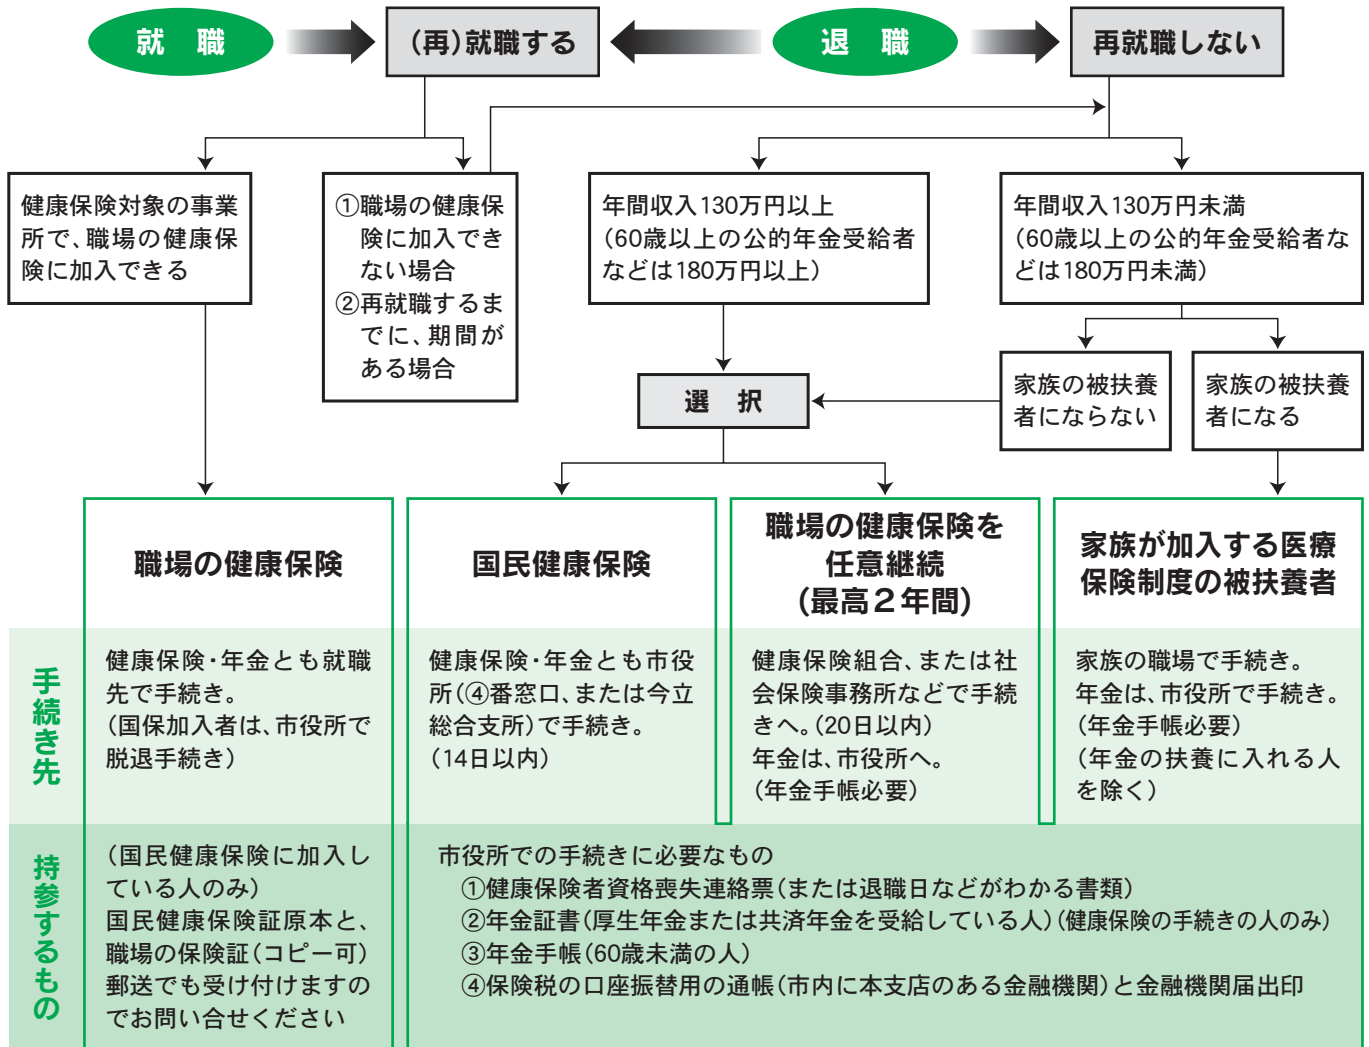 就　職
(再)就職する
退　職
再就職しない
健康保険対象の事業
所で、職場の健康保
険に加入できる
①職場の健康保
険に加入でき
ない場合
②再就職するま
でに、期間が
ある場合
年間収入130万円以上
(60歳以上の公的年金受給者
などは180万円以上)
年間収入130万円未満
(60歳以上の公的年金受給者な
どは180万円未満)
選　択
家族の被扶養
者にならない
家族の被扶養
者になる
職場の健康保険
国民健康保険
職場の健康保険を
任意継続
(最高２年間)
家族が加入する医療
保険制度の被扶養者
手続き先
健康保険・年金とも就職
先で手続き。
(国保加入者は、市役所で
脱退手続き)
健康保険・年金とも市役
所(④番窓口、または今立
総合支所)で手続き。
(14日以内)
健康保険組合、または社
会保険事務所などで手続
きへ。(20日以内)
年金は、市役所へ。
(年金手帳必要)
家族の職場で手続き。
年金は、市役所で手続き。
(年金手帳必要)
(年金の扶養に入れる人
を除く)
持参するもの
(国民健康保険に加入し
ている人のみ)
国民健康保険証原本と、
職場の保険証(コピー可)
郵送でも受け付けますの
でお問い合せください
市役所での手続きに必要なもの
①健康保険者資格喪失連絡票(または退職日などがわかる書類)
②年金証書(厚生年金または共済年金を受給している人)(健康保険の手続きの人のみ)
③年金手帳(60歳未満の人)
④保険税の口座振替用の通帳(市内に本支店のある金融機関)と金融機関届出印